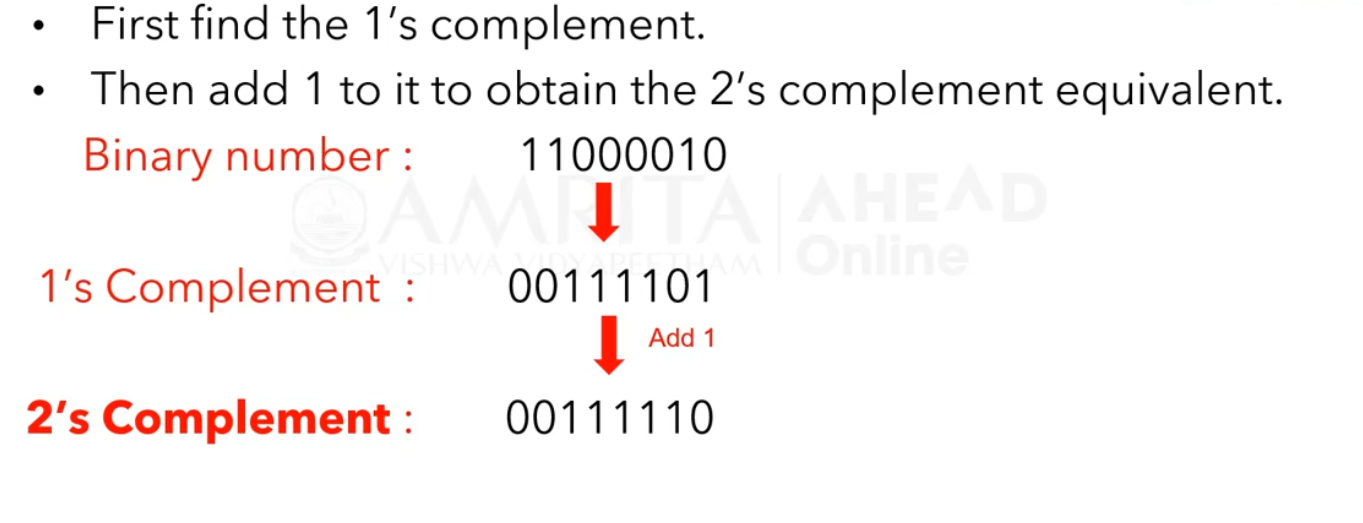 • First find the 1’s complement.
• Then add 1 to it to obtain the 2’s complement equivalent.
Binary number : 11000010
AMRITA AHEAD
VISHWA VIDYAPEETHAM Online
1’s Complement : 00111101
Add 1
2’s Complement : 00111110